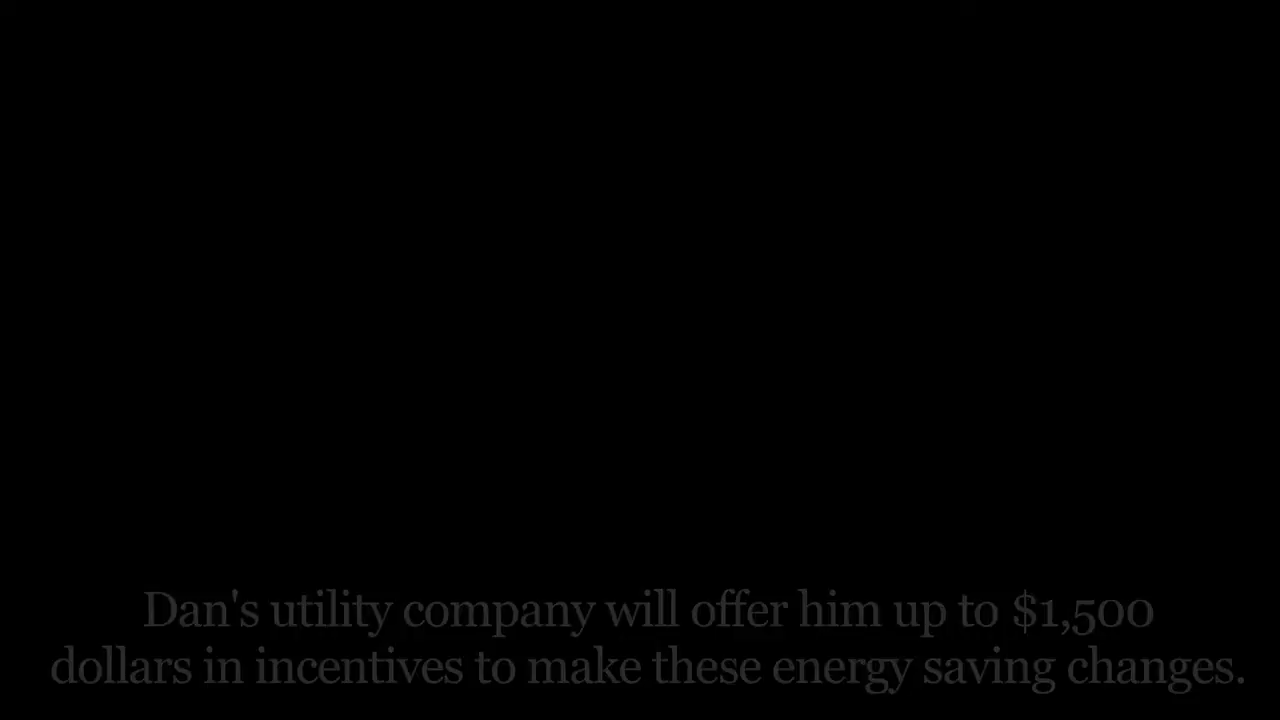 Dan's utility company will offer him up to $1,500
dollars in incentives to make these energy saving changes.